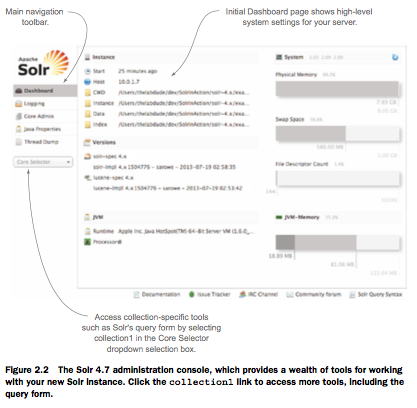 Main navigation
toolbar.
Initial Dashboard page shows high-level
system settings for your server.
Apache
Solr
Dashboard
Logging
Core Admin
Java Properties
Thread Dump
Core Selector
Instance
Start 25 minutes ago
Host 10.0.1.7
CWD /Users/thelabdude/dev/SolrInAction/solr-4.x/exa...
Instance /Users/thelabdude/dev/SolrInAction/solr-4.x/exa...
Data /Users/thelabdude/dev/SolrInAction/solr-4.x/exa...
Index /Users/thelabdude/dev/SolrInAction/solr-4.x/exa...
Versions
solr-spec 4.x
solr-impl 4.x 1504776 - sarowe - 2013-07-19 02:58:35
lucene-spec 4.x
lucene-impl 4.x 1504776 - sarowe - 2013-07-19 02:53:42
JVM
Runtime Apple Inc. Java HotSpot(TM) 64-Bit Server VM
Processors
System
Physical Memory
Swap Space
File Descriptor Count
JVM-Memory
18.89 MB
81.06 MB
Documentation
Issue Tracker
IRC Channel
Community forum
Solr Query Syntax
Access collection-specific tools
such as Solr's query form by selecting
collection1 in the Core Selector
dropdown selection box.
Figure 2.2 The Solr 4.7 administration console, which provides a wealth of tools for working
with your new Solr instance. Click the collection1 link to access more tools, including the
query form.